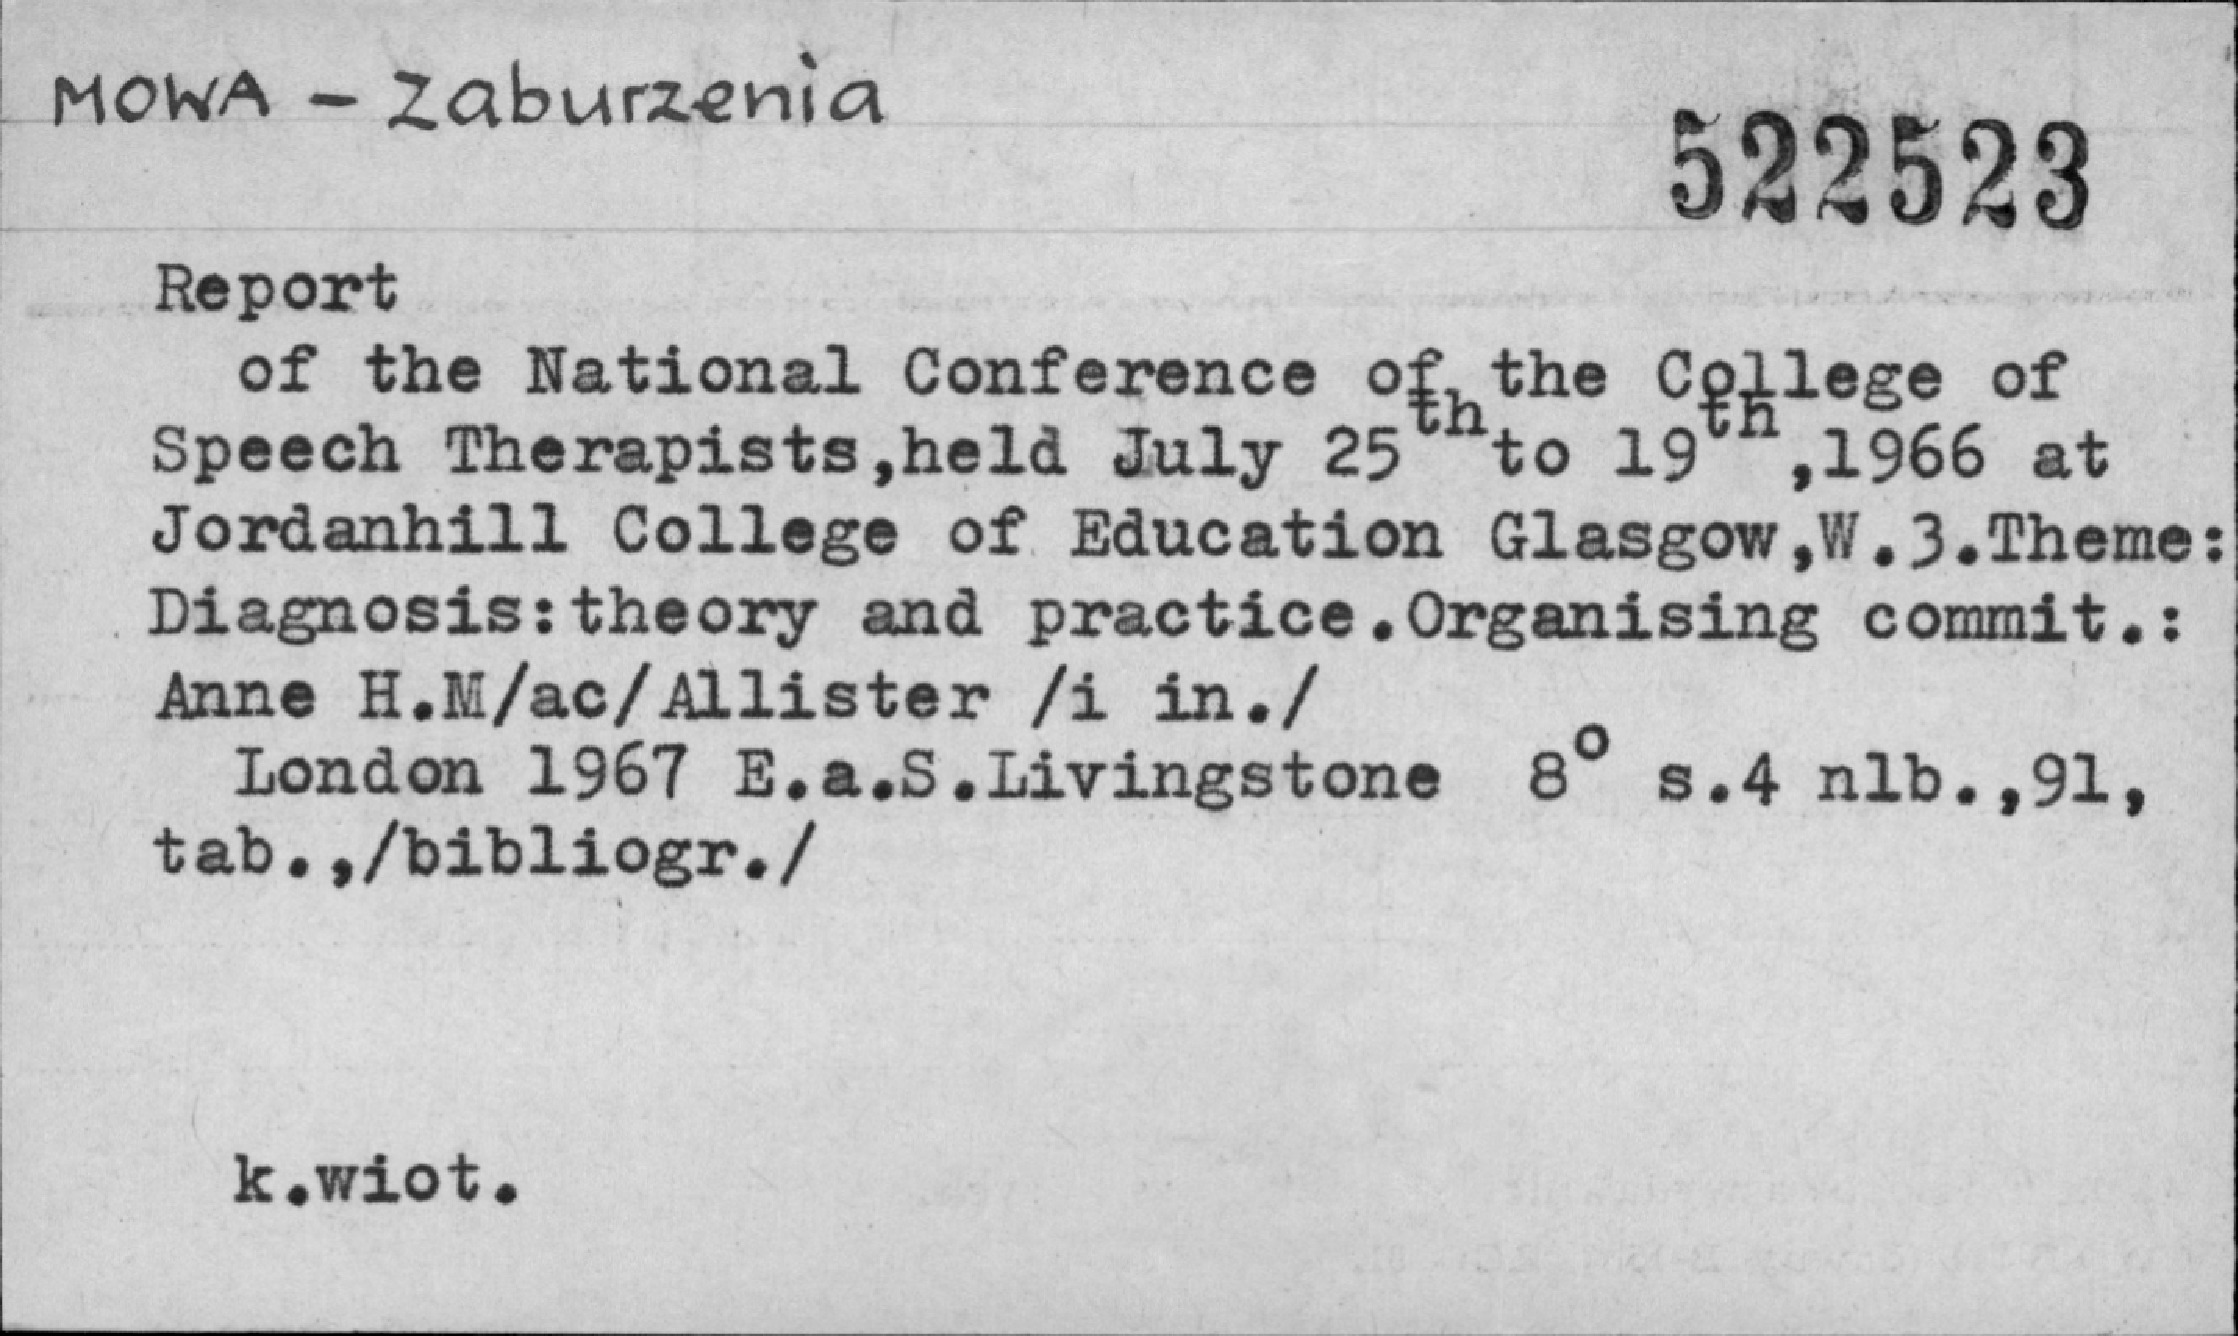 MOWA - zaburzenia
522523
Report
of the National Conference of the College of
Speech Therapists,held July 25th to 19th,1966 at
Jordanhill College of Education Glasgow,W.3.Theme:
Diagnosis:theory and practice.Organising commit.:
Anne H.M/ac/Allister /i in./
London 1967 E.a.S.Livingstone 8° s.4 nlb.,91,
tab.,/bibliogr./
k.wiot.